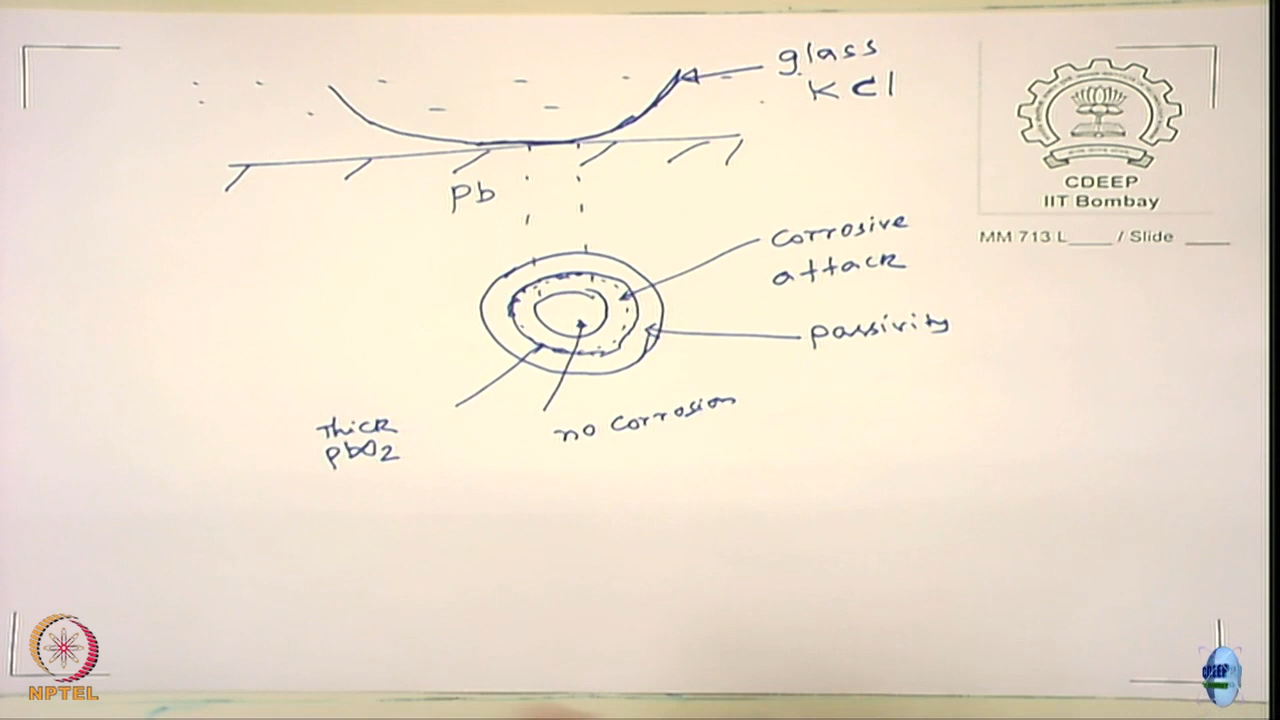 glass
KCl
Pb
CDEEP
IIT Bombay
MM 713 L____ / Slide ____
corrosive
attack
passivity
no corrosion
Thick
PbO2
NPTEL
CDEEP